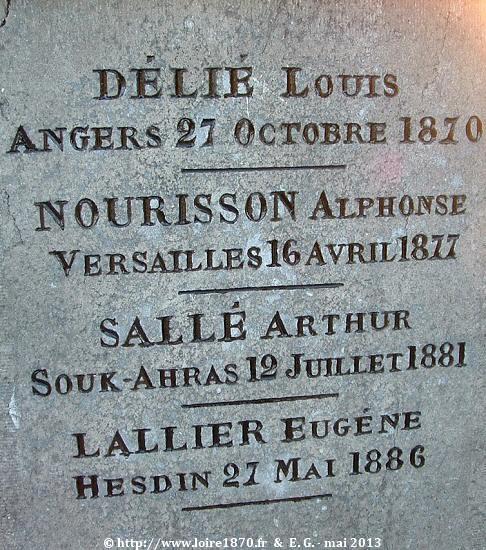 DÉLIÉ LOUIS
ANGERS 27 OCTOBRE 1870
NOURISSON ALPHONSE
VERSAILLES 16 AVRIL 1877
SALLÉ ARTHUR
SOUK-AHRAS 12 JUILLET 1881
LALLIER EUGÉNE
HESDIN 27 MAI 1886
© http://www.loire1870.fr & E.G. - mai 2013